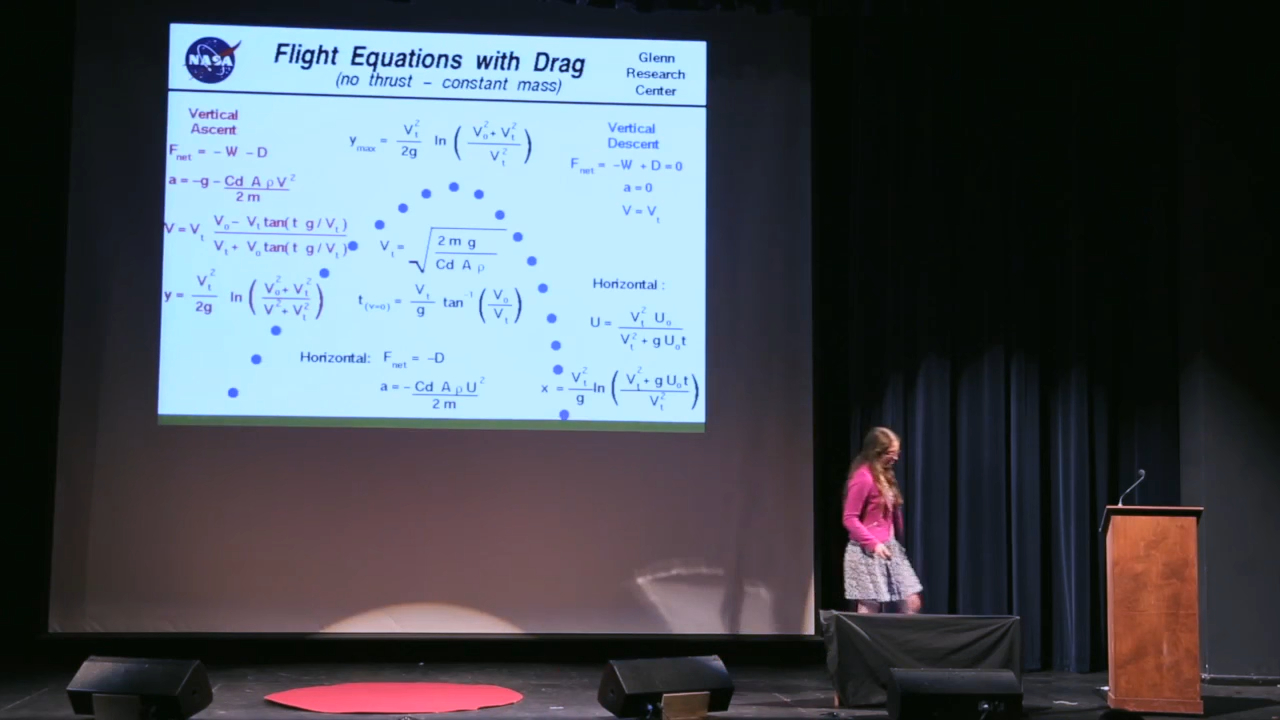 NASA
Flight Equations with Drag
(no thrust – constant mass)
Glenn
Research
Center
Vertical
Ascent
F_net = – W – D
a = –g – Cd A ρ V² / 2 m
V = V_t (V_o – V_t tan( t g / V_t )) / (V_t + V_o tan( t g / V_t ))
y = V_t² / 2g ln ( (V_o² + V_t²) / (V² + V_t²) )
y_max = V_t² / 2g ln ( (V_o² + V_t²) / V_t² )
V_t = √( 2 m g / Cd A ρ )
t_(v=o) = V_t / g tan⁻¹ ( V_o / V_t )
Horizontal: F_net = –D
a = – Cd A ρ U² / 2 m
Vertical
Descent
F_net = –W + D = 0
a = 0
V = V_t
Horizontal :
U = V_t² U_o / (V_t² + g U_o t)
x = V_t² / g ln ( (V_t² + g U_o t) / V_t² )